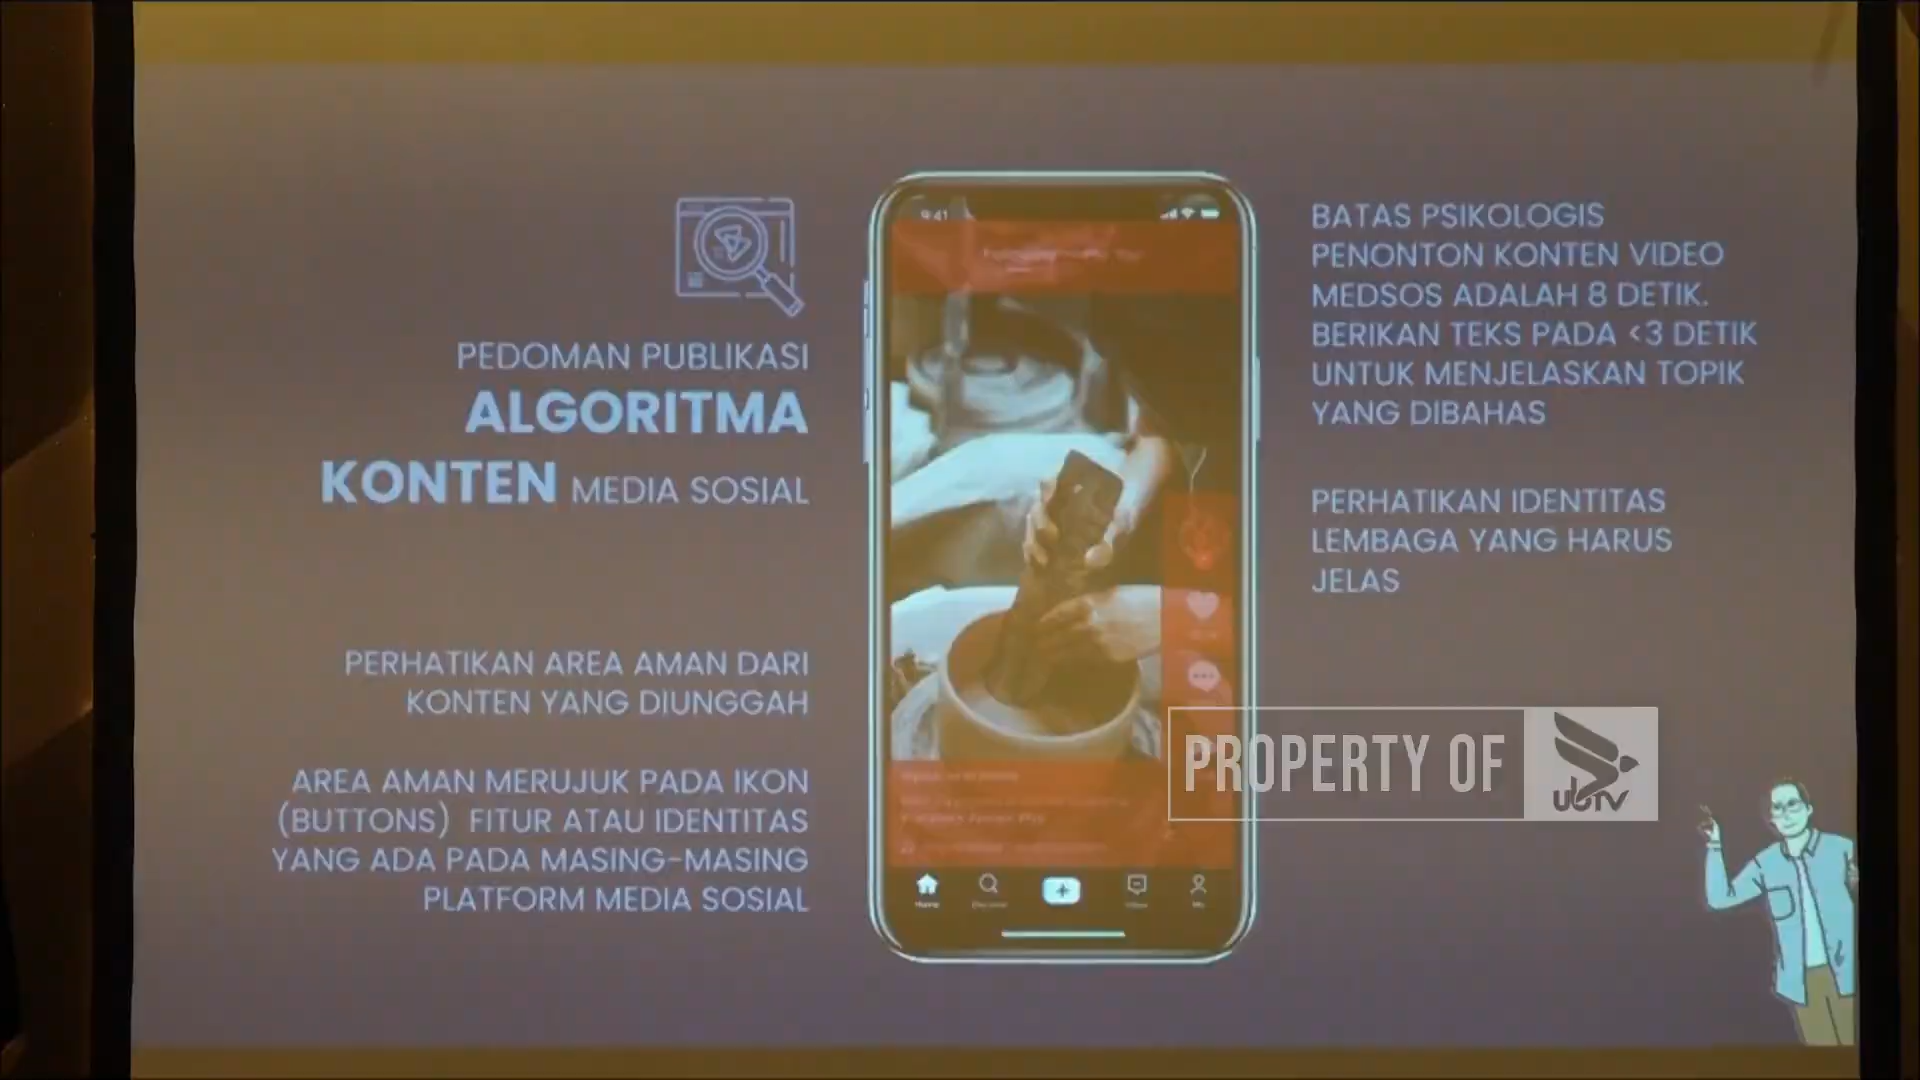 PEDOMAN PUBLIKASI
ALGORITMA
KONTEN MEDIA SOSIAL
PERHATIKAN AREA AMAN DARI
KONTEN YANG DIUNGGAH
AREA AMAN MERUJUK PADA IKON
(BUTTONS) FITUR ATAU IDENTITAS
YANG ADA PADA MASING-MASING
PLATFORM MEDIA SOSIAL
9:41
Home
BATAS PSIKOLOGIS
PENONTON KONTEN VIDEO
MEDSOS ADALAH 8 DETIK.
BERIKAN TEKS PADA <3 DETIK
UNTUK MENJELASKAN TOPIK
YANG DIBAHAS
PERHATIKAN IDENTITAS
LEMBAGA YANG HARUS
JELAS
PROPERTY OF
UBTV